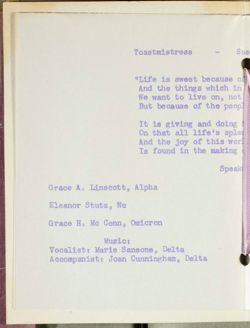 Toastmistress - Sue
"Life is sweet because of
And the things which in
We want to live on, not
But because of the peopl
It is giving and doing f
On that all life's splen
And the joy of this worl
Is found in the making o
Speak
Grace A. Linscott, Alpha
Eleanor Stutz, Nu
Grace H. Mc Conn, Omicron
Music:
Vocalist: Marie Sansone, Delta
Accompanist: Joan Cunningham, Delta